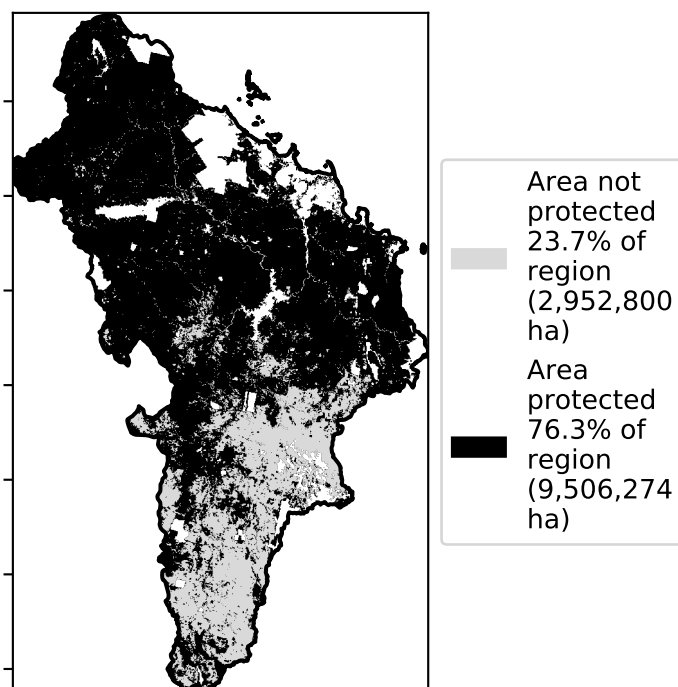 Area not
protected
23.7% of
region
(2,952,800
ha)
Area
protected
76.3% of
region
(9,506,274
ha)